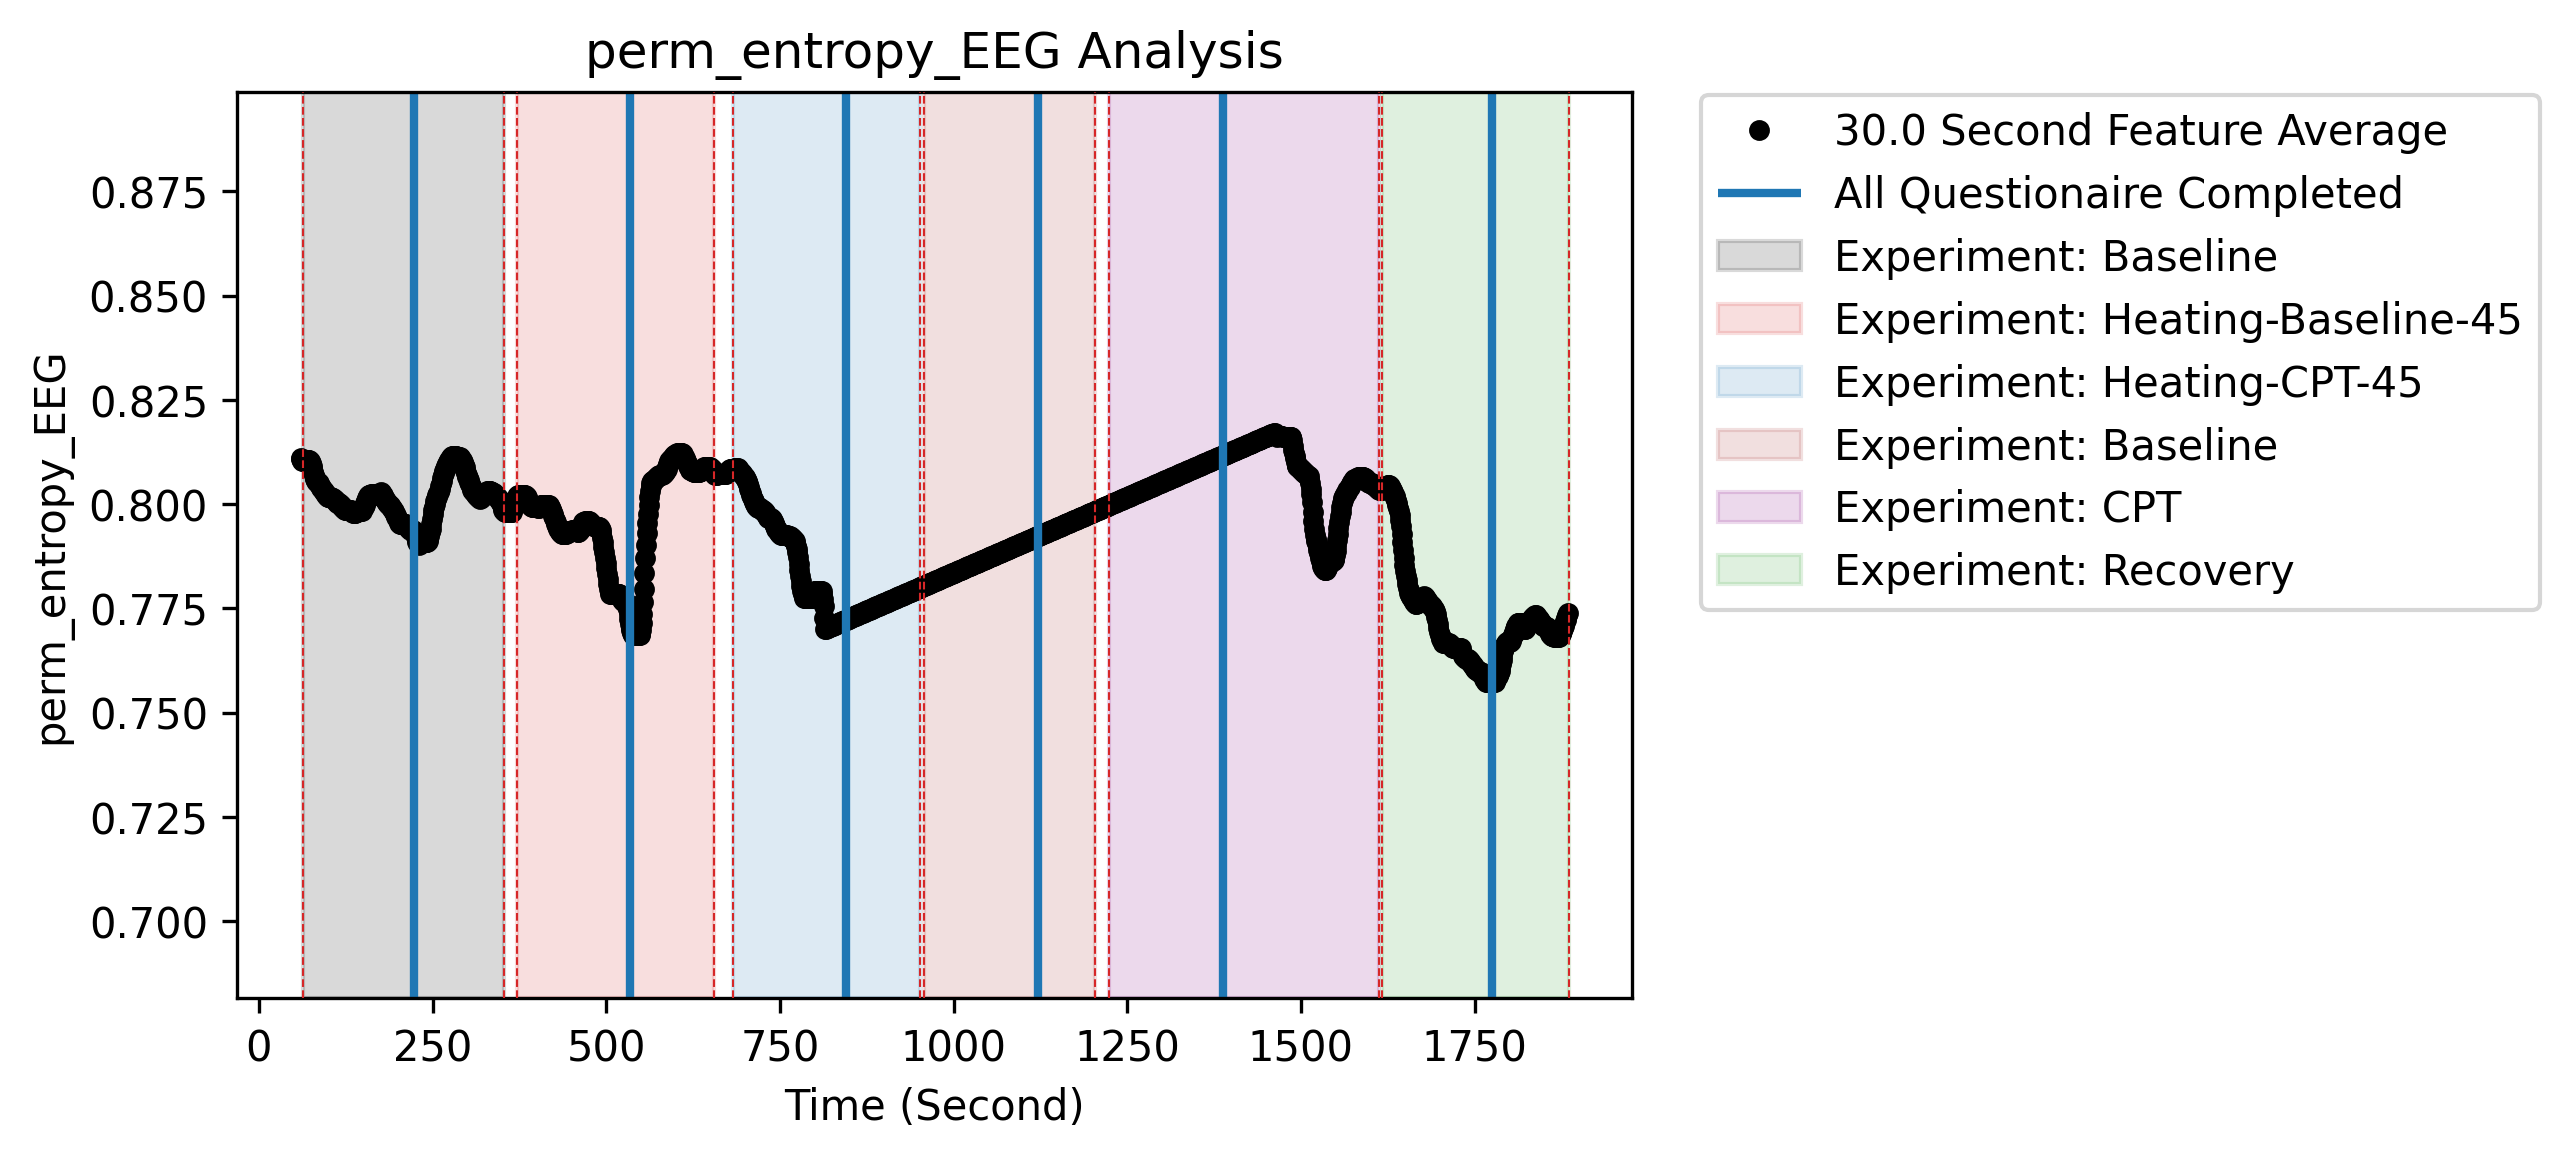 perm_entropy_EEG Analysis
perm_entropy_EEG
0.875
0.850
0.825
0.800
0.775
0.750
0.725
0.700
0 250 500 750 1000 1250 1500 1750
Time (Second)
30.0 Second Feature Average
All Questionaire Completed
Experiment: Baseline
Experiment: Heating-Baseline-45
Experiment: Heating-CPT-45
Experiment: Baseline
Experiment: CPT
Experiment: Recovery